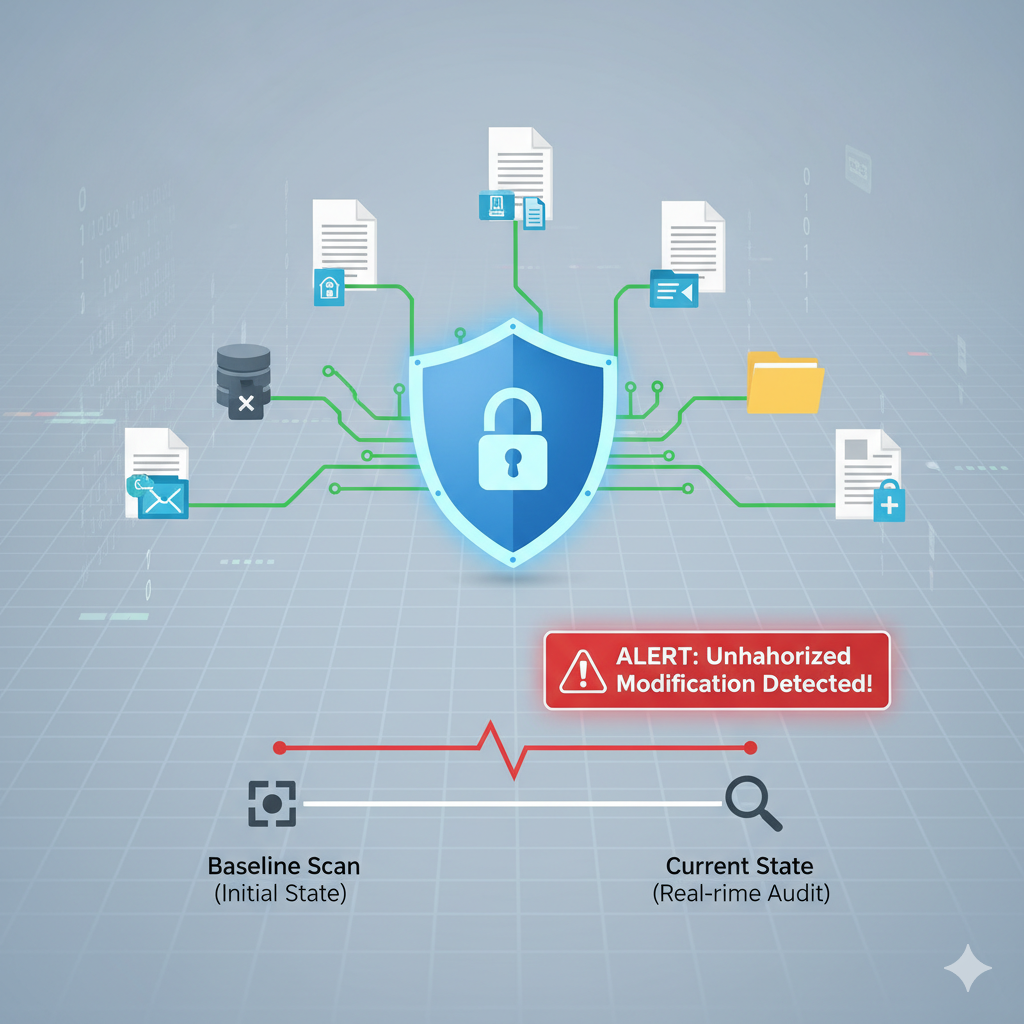 ALERT: Unhahorized
Modification Detected!
Baseline Scan
(Initial State)
Current State
(Real-rime Audit)